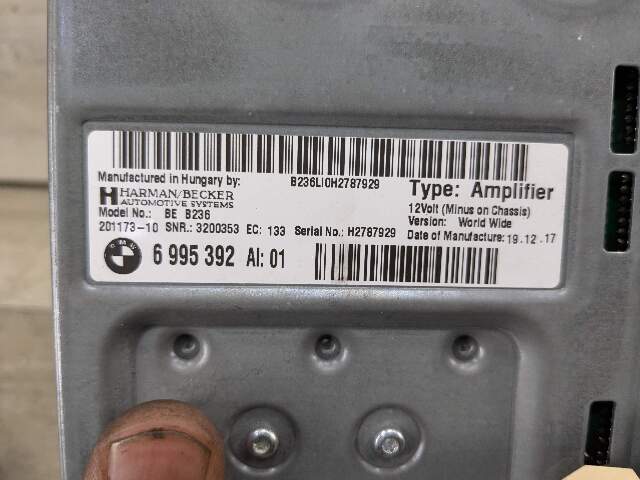 Manufactured in Hungary by:
HARMAN/BECKER
AUTOMOTIVE SYSTEMS
Model No.: BE B236
201173-10 SNR.: 3200353 EC: 133 Serial No.: H2787929
B236LI0H2787929
Type: Amplifier
12Volt (Minus on Chassis)
Version: World Wide
Date of Manufacture: 19.12.17
BMW
6 995 392 AI: 01